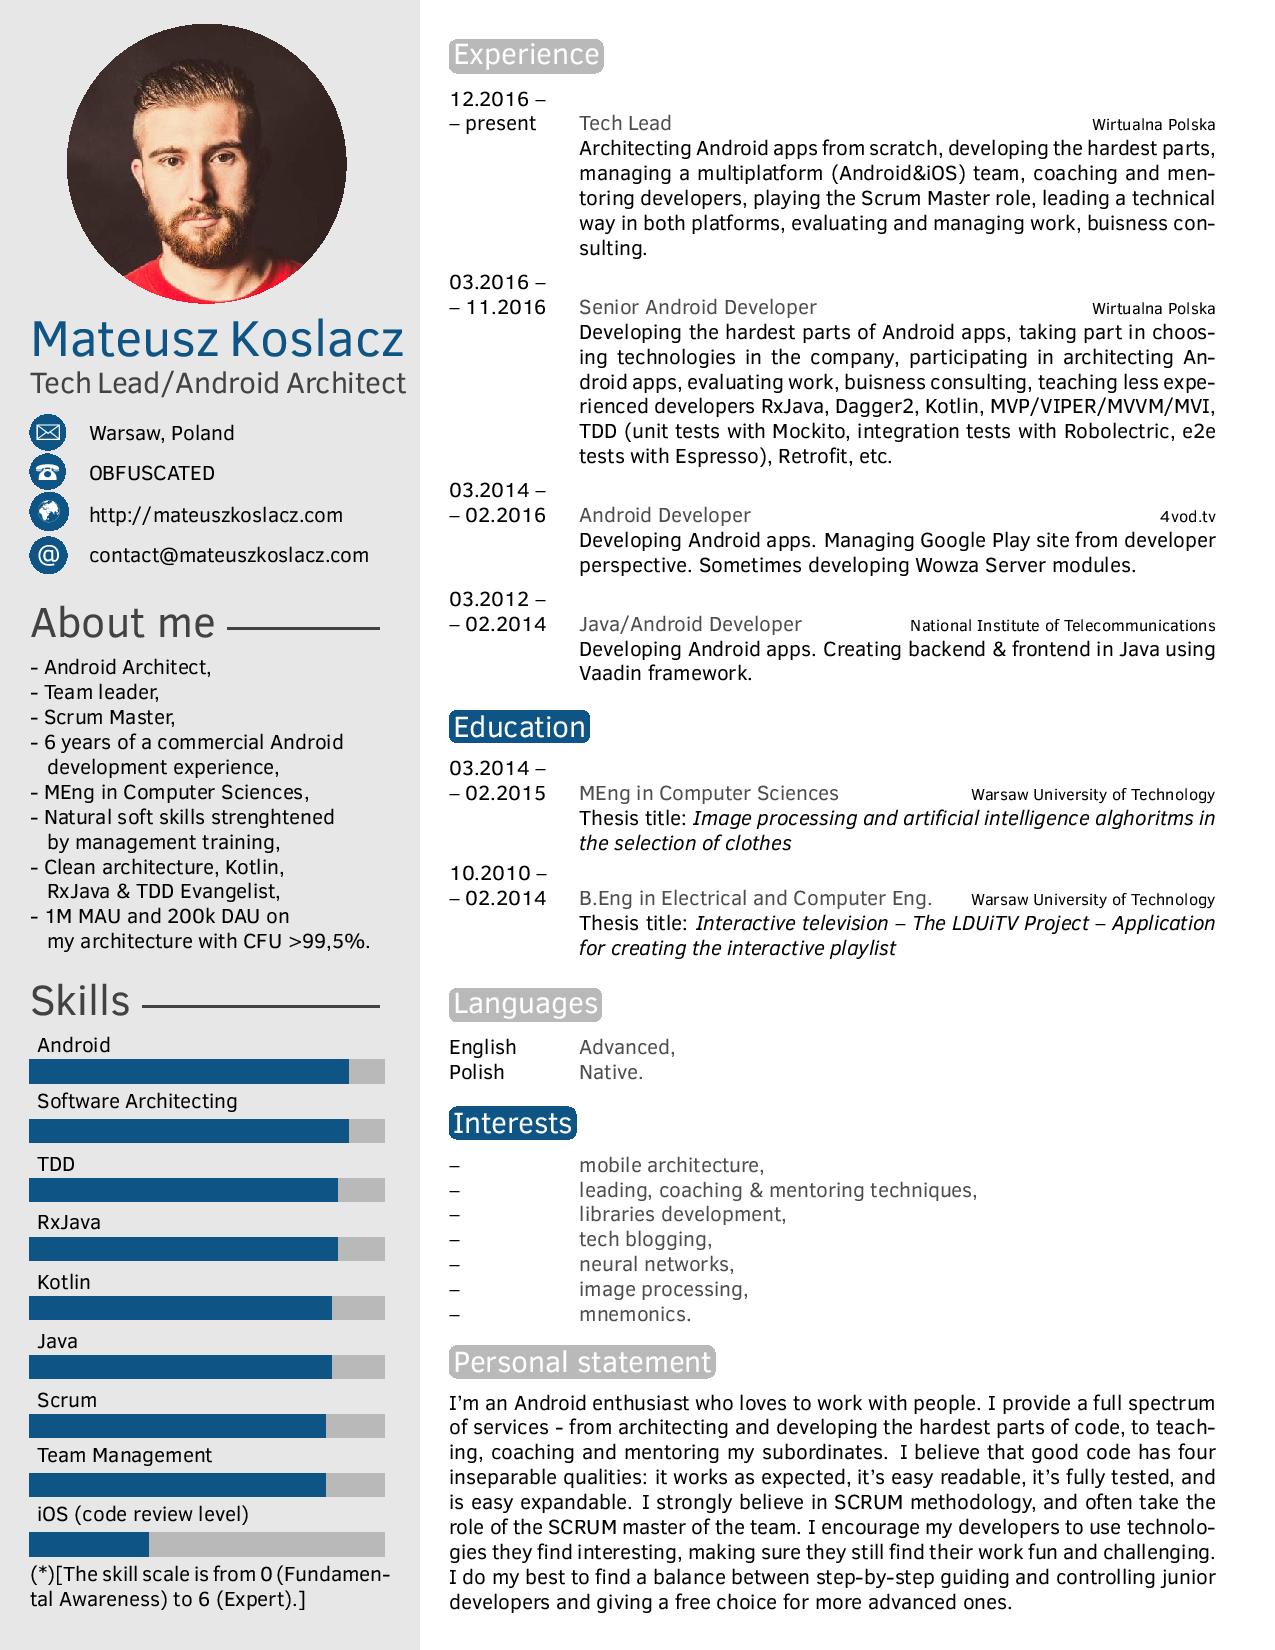 Mateusz Koslacz
Tech Lead/Android Architect
Warsaw, Poland
OBFUSCATED
http://mateuszkoslacz.com
@ contact@mateuszkoslacz.com
About me
- Android Architect,
- Team leader,
- Scrum Master,
- 6 years of a commercial Android
development experience,
- MEng in Computer Sciences,
- Natural soft skills strenghtened
by management training,
- Clean architecture, Kotlin,
RxJava & TDD Evangelist,
- 1M MAU and 200k DAU on
my architecture with CFU >99,5%.
Skills
Android
Software Architecting
TDD
RxJava
Kotlin
Java
Scrum
Team Management
iOS (code review level)
(*)[The skill scale is from 0 (Fundamen-
tal Awareness) to 6 (Expert).]
Experience
12.2016 –
– present Tech Lead Wirtualna Polska
Architecting Android apps from scratch, developing the hardest parts,
managing a multiplatform (Android&iOS) team, coaching and men-
toring developers, playing the Scrum Master role, leading a technical
way in both platforms, evaluating and managing work, buisness con-
sulting.
03.2016 –
– 11.2016 Senior Android Developer Wirtualna Polska
Developing the hardest parts of Android apps, taking part in choos-
ing technologies in the company, participating in architecting An-
droid apps, evaluating work, buisness consulting, teaching less expe-
rienced developers RxJava, Dagger2, Kotlin, MVP/VIPER/MVVM/MVI,
TDD (unit tests with Mockito, integration tests with Robolectric, e2e
tests with Espresso), Retrofit, etc.
03.2014 –
– 02.2016 Android Developer 4vod.tv
Developing Android apps. Managing Google Play site from developer
perspective. Sometimes developing Wowza Server modules.
03.2012 –
– 02.2014 Java/Android Developer National Institute of Telecommunications
Developing Android apps. Creating backend & frontend in Java using
Vaadin framework.
Education
03.2014 –
– 02.2015 MEng in Computer Sciences Warsaw University of Technology
Thesis title: Image processing and artificial intelligence alghoritms in
the selection of clothes
10.2010 –
– 02.2014 B.Eng in Electrical and Computer Eng. Warsaw University of Technology
Thesis title: Interactive television – The LDUiTV Project – Application
for creating the interactive playlist
Languages
English Advanced,
Polish Native.
Interests
– mobile architecture,
– leading, coaching & mentoring techniques,
– libraries development,
– tech blogging,
– neural networks,
– image processing,
– mnemonics.
Personal statement
I'm an Android enthusiast who loves to work with people. I provide a full spectrum
of services - from architecting and developing the hardest parts of code, to teach-
ing, coaching and mentoring my subordinates. I believe that good code has four
inseparable qualities: it works as expected, it's easy readable, it's fully tested, and
is easy expandable. I strongly believe in SCRUM methodology, and often take the
role of the SCRUM master of the team. I encourage my developers to use technolo-
gies they find interesting, making sure they still find their work fun and challenging.
I do my best to find a balance between step-by-step guiding and controlling junior
developers and giving a free choice for more advanced ones.